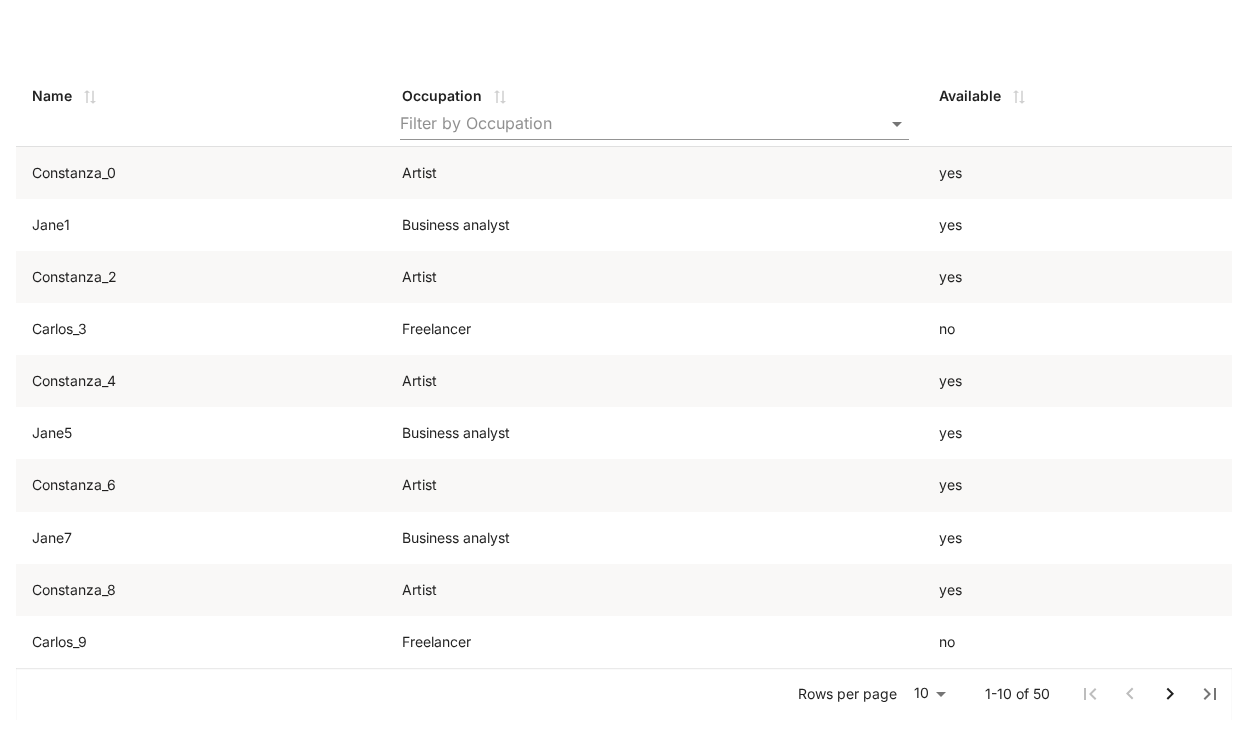 Name Occupation Available
Filter by Occupation
Constanza_0 Artist yes
Jane1 Business analyst yes
Constanza_2 Artist yes
Carlos_3 Freelancer no
Constanza_4 Artist yes
Jane5 Business analyst yes
Constanza_6 Artist yes
Jane7 Business analyst yes
Constanza_8 Artist yes
Carlos_9 Freelancer no
Rows per page 10 1-10 of 50